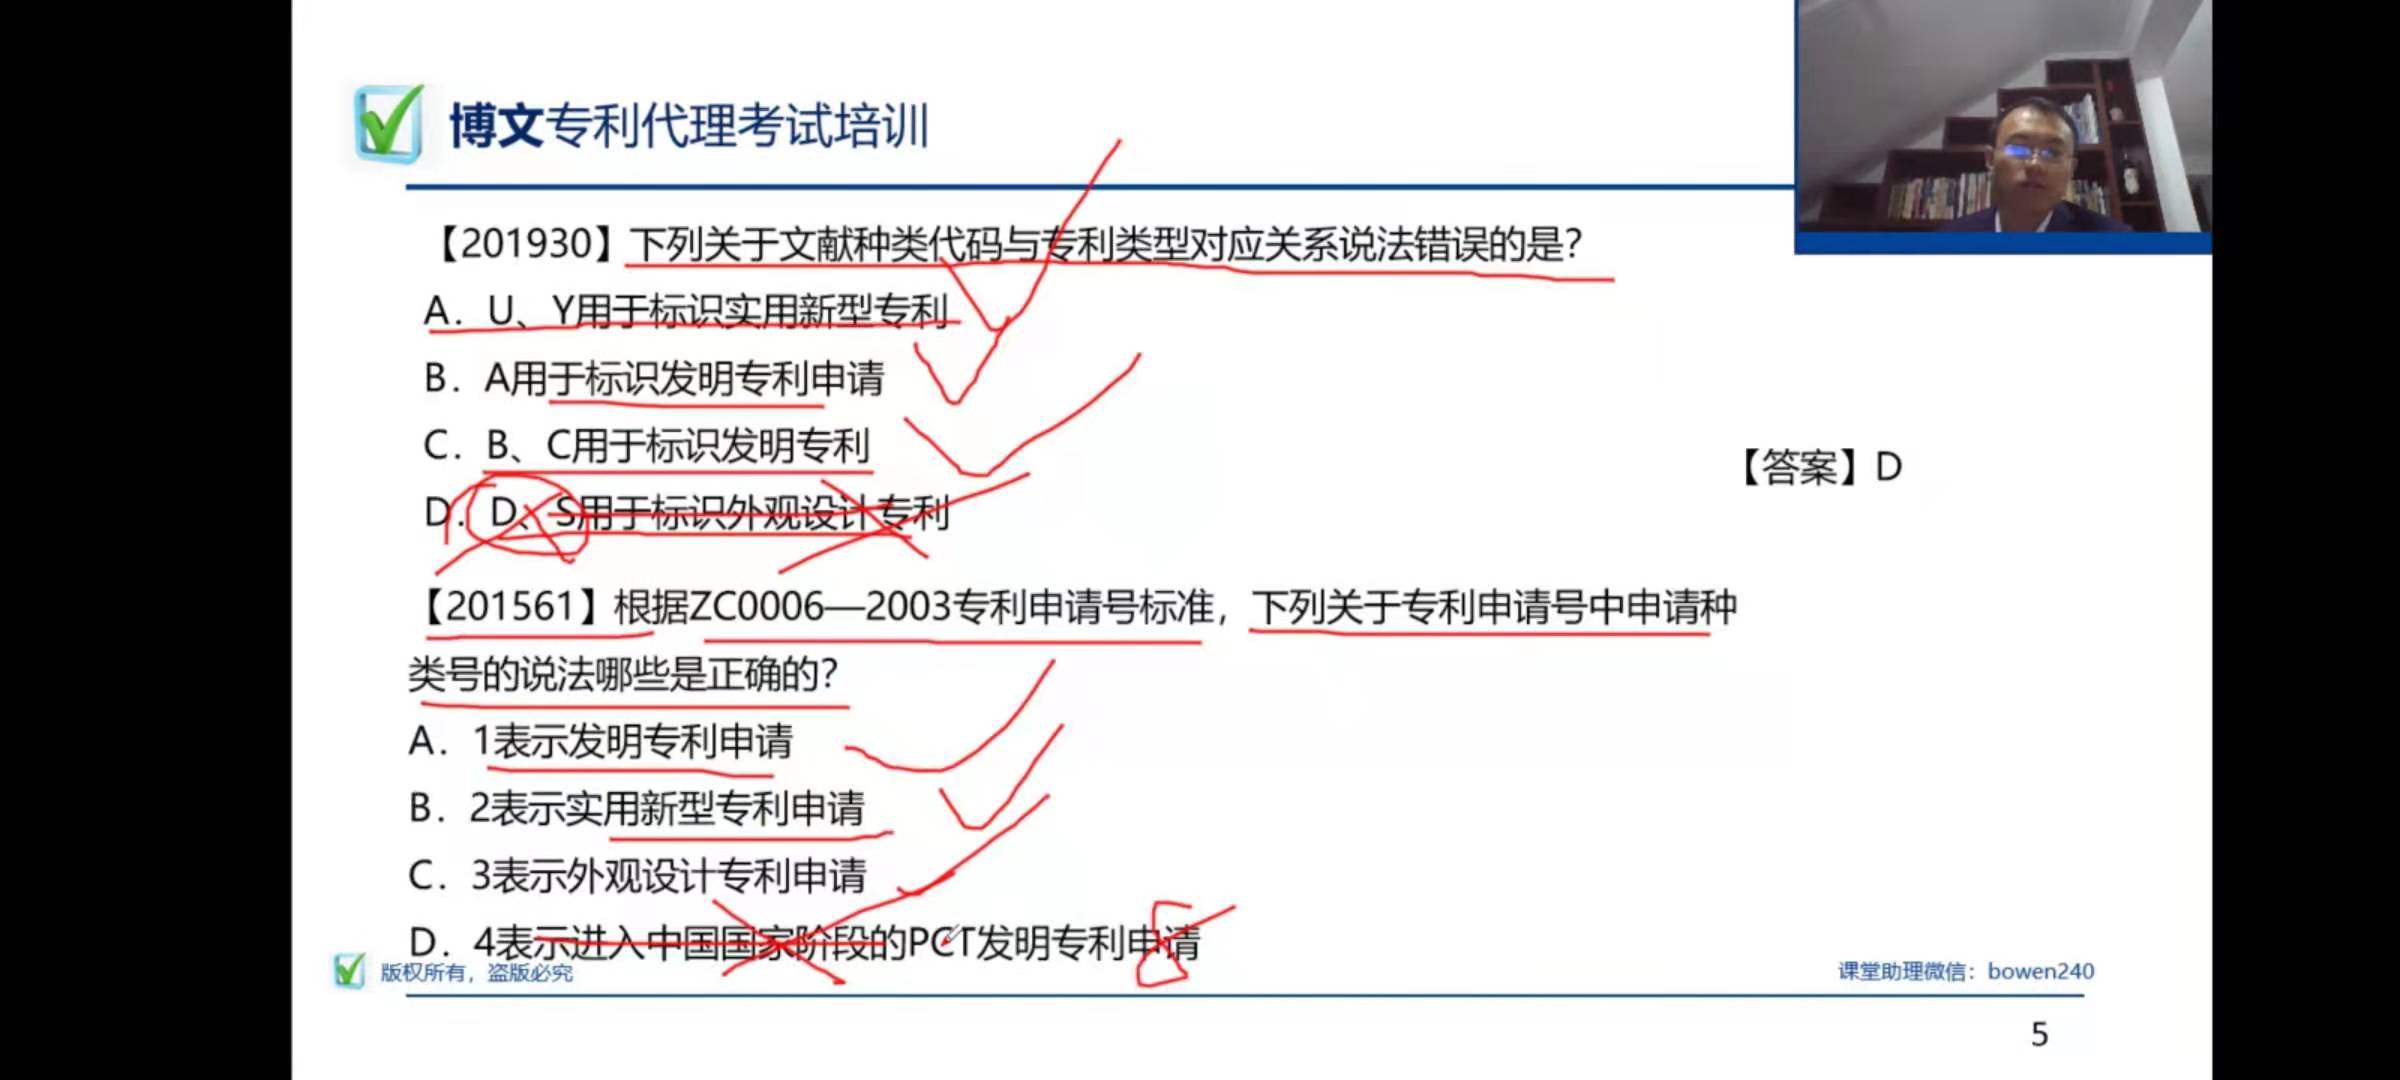 博文专利代理考试培训
【201930】下列关于文献种类代码与专利类型对应关系说法错误的是？
A．U、Y用于标识实用新型专利
B．A用于标识发明专利申请
C．B、C用于标识发明专利
【答案】D
D．D、S用于标识外观设计专利
【201561】根据ZC0006—2003专利申请号标准，下列关于专利申请号中申请种
类号的说法哪些是正确的？
A．1表示发明专利申请
B．2表示实用新型专利申请
C．3表示外观设计专利申请
D．4表示进入中国国家阶段的PCT发明专利申请
8
版权所有，盗版必究
课堂助理微信：bowen240
5